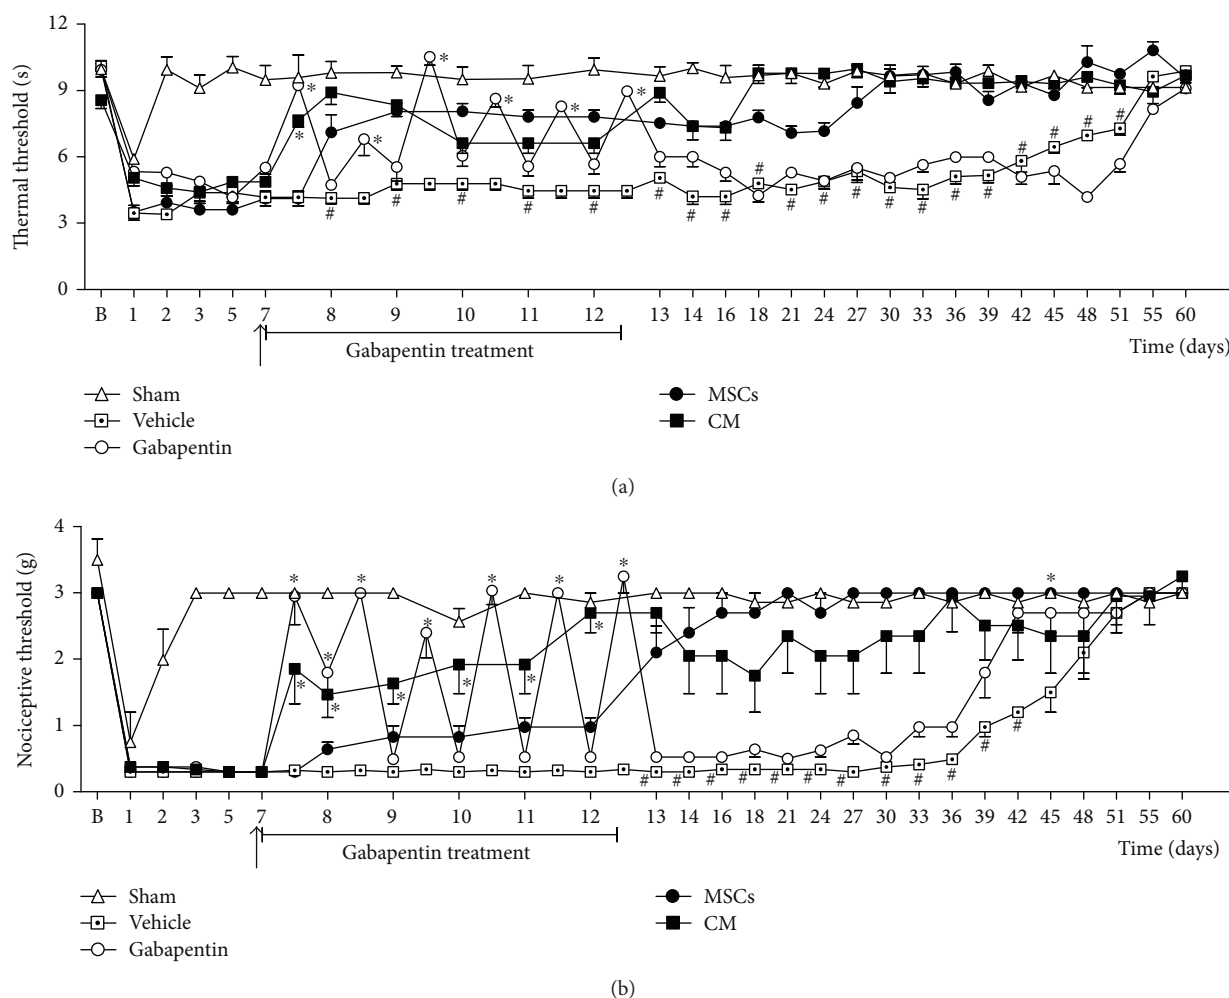 12
9
6
3
0
Thermal threshold (s)
B 1 2 3 5 7 8 9 10 11 12 13 14 16 18 21 24 27 30 33 36 39 42 45 48 51 55 60
* * * * * * *
# # # # # # # # # # # # # # # # # # #
Gabapentin treatment
Time (days)
Sham
Vehicle
Gabapentin
MSCs
CM
(a)
4
3
2
1
0
Nociceptive threshold (g)
* * * * * * * * * * * * * *
# # # # # # # # # # # #
B 1 2 3 5 7 8 9 10 11 12 13 14 16 18 21 24 27 30 33 36 39 42 45 48 51 55 60
Gabapentin treatment
Time (days)
Sham
Vehicle
Gabapentin
MSCs
CM
(b)